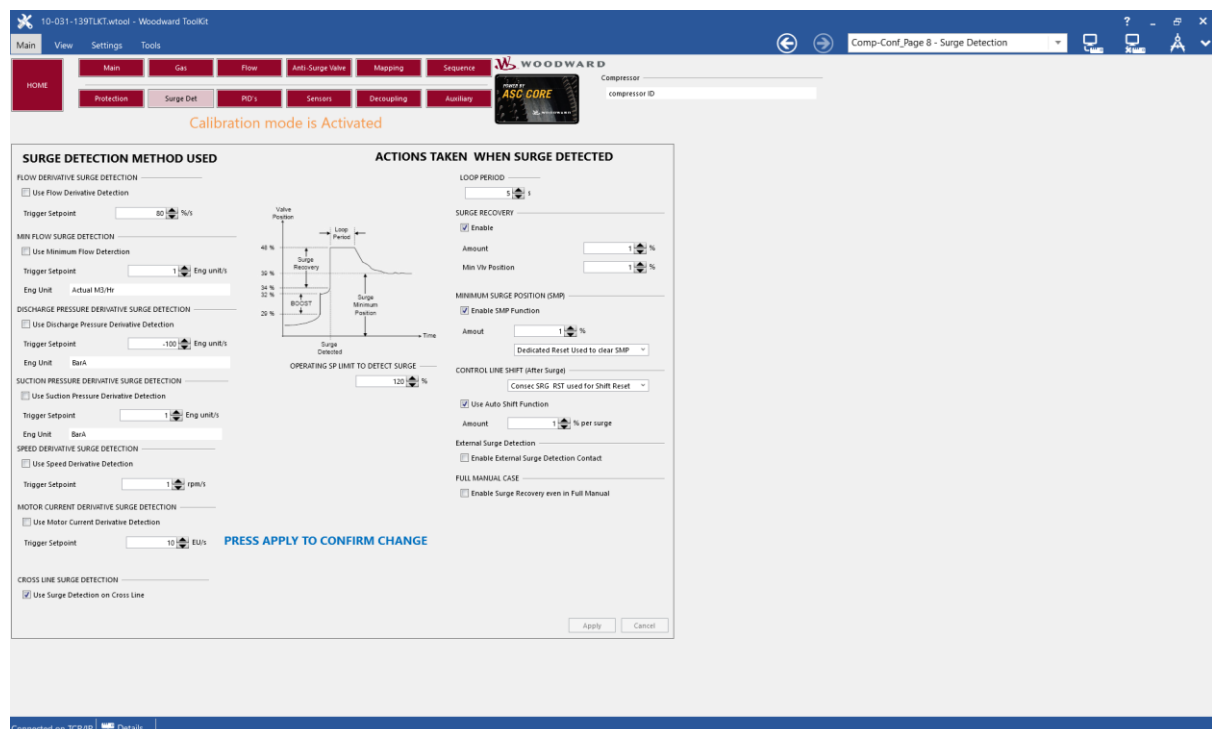 10-031-139TLKT.wtool - Woodward ToolKit
? _
Main View Settings Tools
Comp-Conf_Page 8 - Surge Detection
HOME
Main Gas Flow Anti-Surge Valve Mapping Sequence
Protection Surge Det PID's Sensors Decoupling Auxiliary
WOODWARD
POWER BY
ASC CORE
Compressor
compressor ID
Calibration mode is Activated
SURGE DETECTION METHOD USED
FLOW DERIVATIVE SURGE DETECTION
Use Flow Derivative Detection
Trigger Setpoint 80 %/s
MIN FLOW SURGE DETECTION
Use Minimum Flow Deterction
Trigger Setpoint 1 Eng unit/s
Eng Unit Actual M3/Hr
DISCHARGE PRESSURE DERIVATIVE SURGE DETECTION
Use Discharge Pressure Derivative Detection
Trigger Setpoint -100 Eng unit/s
Eng Unit BarA
SUCTION PRESSURE DERIVATIVE SURGE DETECTION
Use Suction Pressure Derivative Detection
Trigger Setpoint 1 Eng unit/s
Eng Unit BarA
SPEED DERIVATIVE SURGE DETECTION
Use Speed Derivative Detection
Trigger Setpoint 1 rpm/s
MOTOR CURRENT DERIVATIVE SURGE DETECTION
Use Motor Current Derivative Detection
Trigger Setpoint 10 EU/s
CROSS LINE SURGE DETECTION
Use Surge Detection on Cross Line
Valve
Position
Loop
Period
48 %
Surge
Recovery
39 %
34 %
32 %
BOOST
Surge
Minimum
Position
29 %
Time
Surge
Detected
OPERATING SP LIMIT TO DETECT SURGE
120 %
PRESS APPLY TO CONFIRM CHANGE
ACTIONS TAKEN WHEN SURGE DETECTED
LOOP PERIOD
5 s
SURGE RECOVERY
Enable
Amount 1 %
Min Vlv Position 1 %
MINIMUM SURGE POSITION (SMP)
Enable SMP Function
Amout 1 %
Dedicated Reset Used to clear SMP
CONTROL LINE SHIFT (After Surge)
Consec SRG RST used for Shift Reset
Use Auto Shift Function
Amount 1 % per surge
External Surge Detection
Enable External Surge Detection Contact
FULL MANUAL CASE
Enable Surge Recovery even in Full Manual
Apply Cancel
Connected on TCP/IP Details